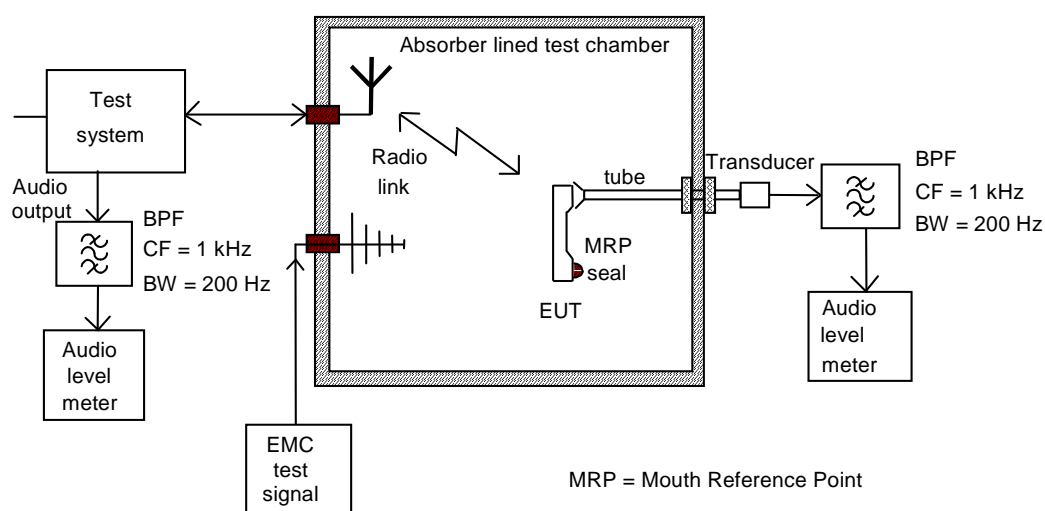 Absorber lined test chamber
Test
system
Radio
link
Audio
output
BPF
CF = 1 kHz
BW = 200 Hz
Audio
level
meter
EMC
test
signal
tube
MRP
seal
EUT
Transducer
BPF
CF = 1 kHz
BW = 200 Hz
Audio
level
meter
MRP = Mouth Reference Point